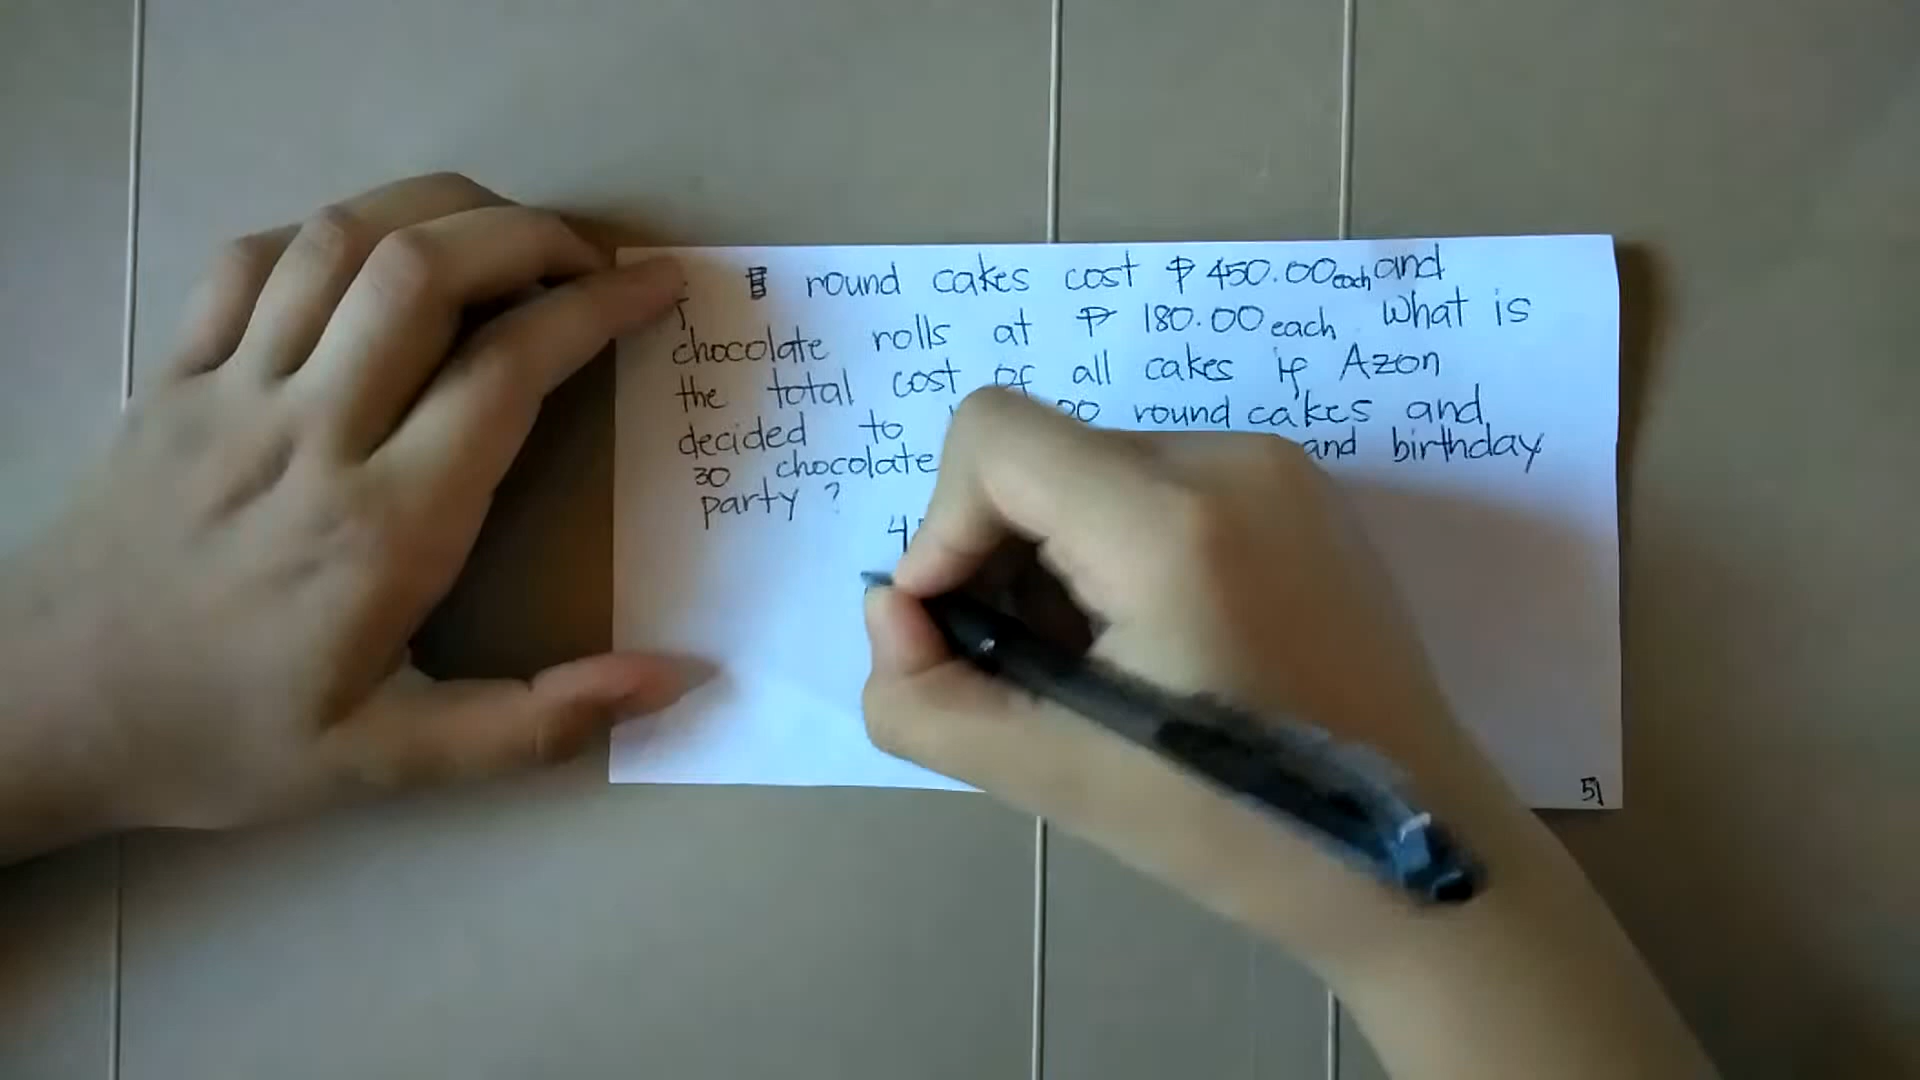 round cakes cost ₱ 450.00 each and
chocolate rolls at ₱ 180.00 each What is
the total cost of all cakes if Azon
decided to round cakes and
30 chocolate and birthday
party ?
51